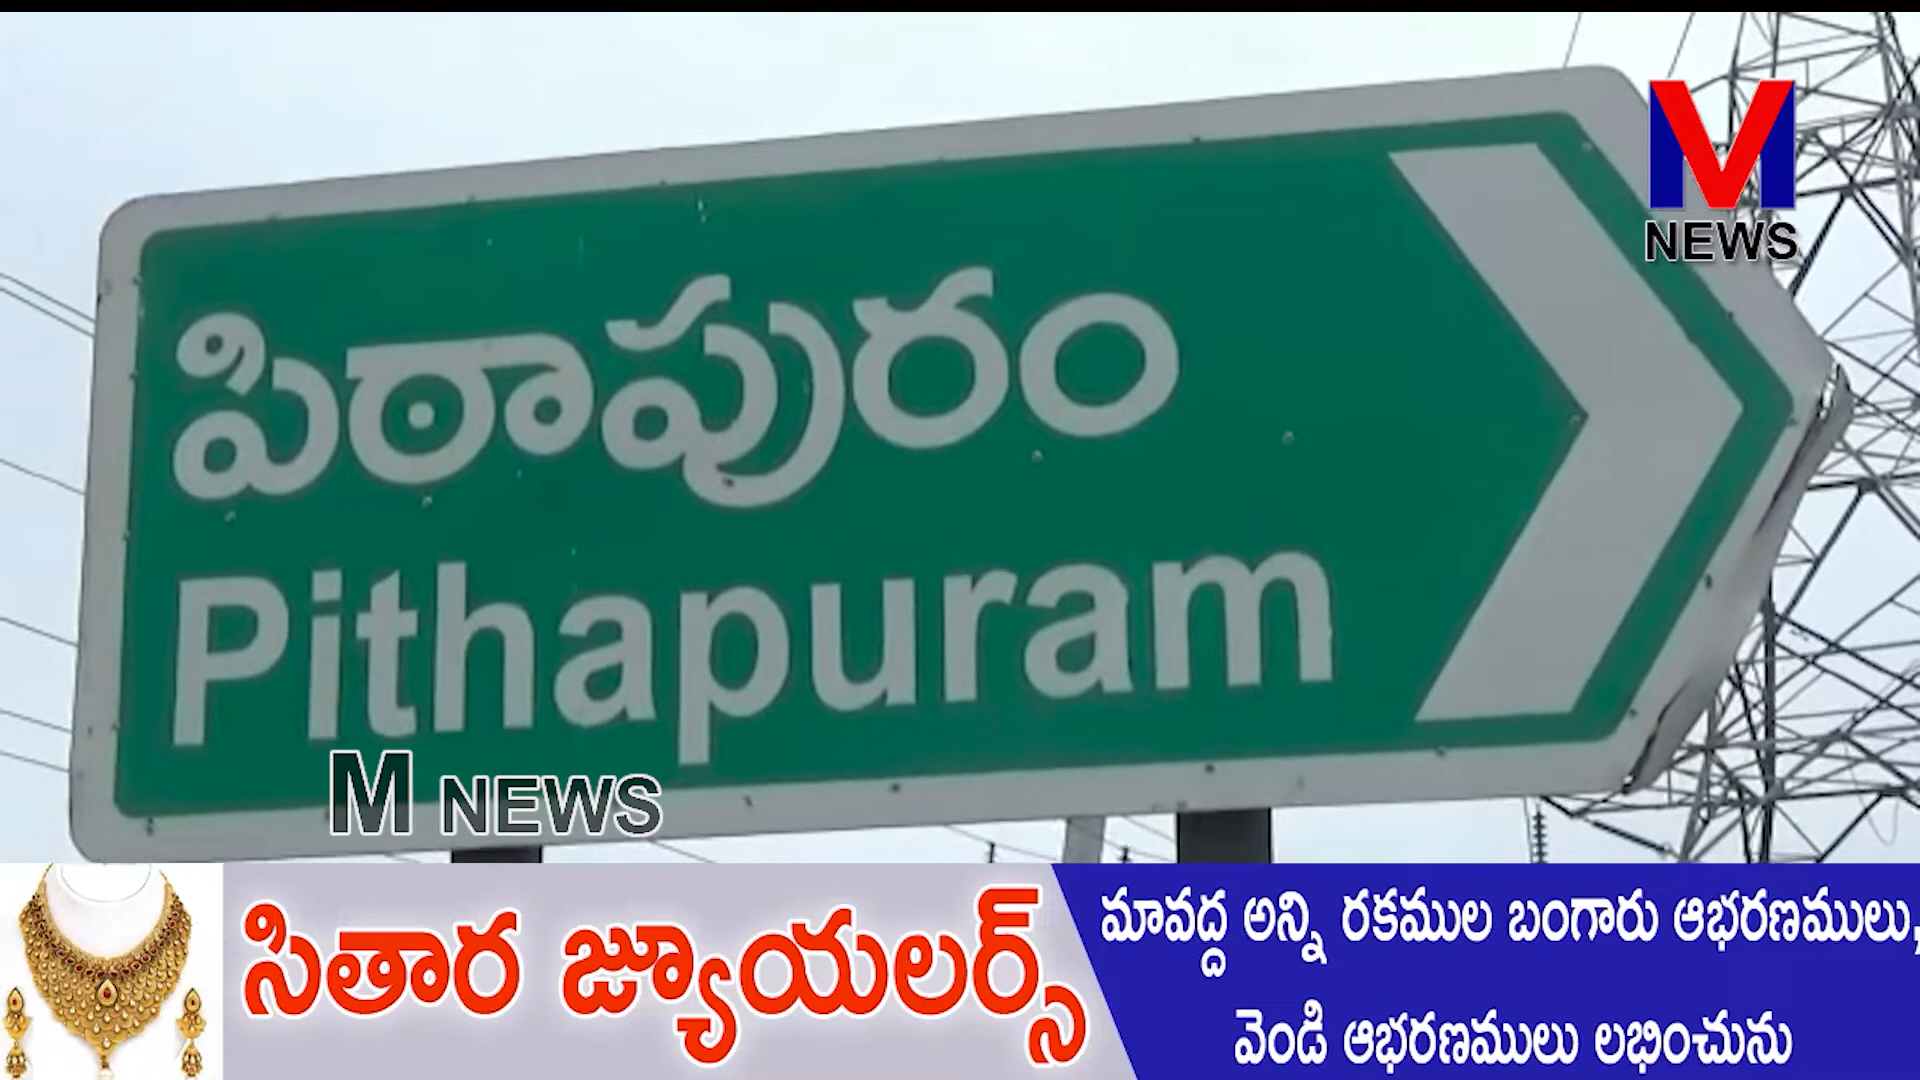 M
NEWS
పిఠాపురం
Pithapuram
M NEWS
సితార జ్యూయలర్స్
మావద్ద అన్ని రకముల బంగారు ఆభరణములు,
వెండి ఆభరణములు లభించును